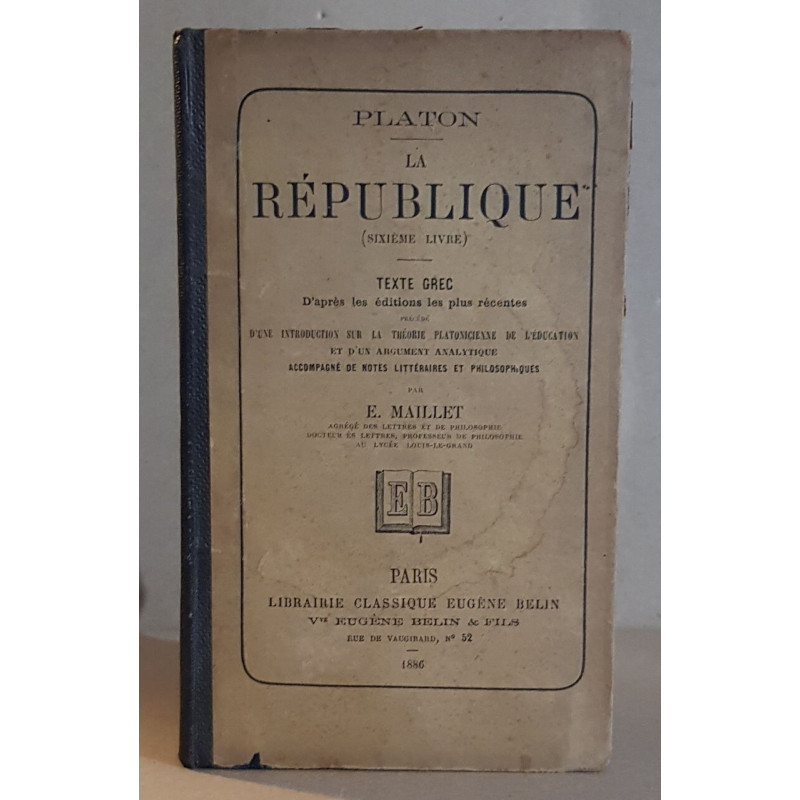 PLATON
LA
RÉPUBLIQUE
(SIXIÈME LIVRE)
TEXTE GREC
D'après les éditions les plus récentes
PRÉCÉDÉ
D'UNE INTRODUCTION SUR LA THÉORIE PLATONICIENNE DE L'ÉDUCATION
ET D'UN ARGUMENT ANALYTIQUE
ACCOMPAGNÉ DE NOTES LITTÉRAIRES ET PHILOSOPHIQUES
PAR
E. MAILLET
AGRÉGÉ DES LETTRES ET DE PHILOSOPHIE
DOCTEUR ÈS LETTRES, PROFESSEUR DE PHILOSOPHIE
AU LYCÉE LOUIS-LE-GRAND
EB
PARIS
LIBRAIRIE CLASSIQUE EUGÈNE BELIN
Vve EUGÈNE BELIN & FILS
RUE DE VAUGIRARD, Nº 52
1886